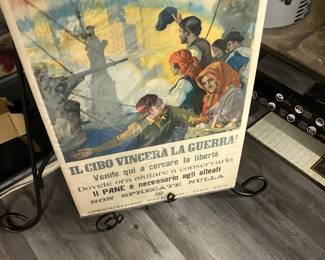 IL CIBO VINCERA LA GUERRA!
Venite qui a cercare la libertà
Dovete ora aiutare a conservarla
Il PANE è necessario agli alleati
NON SPRECATE NULLA